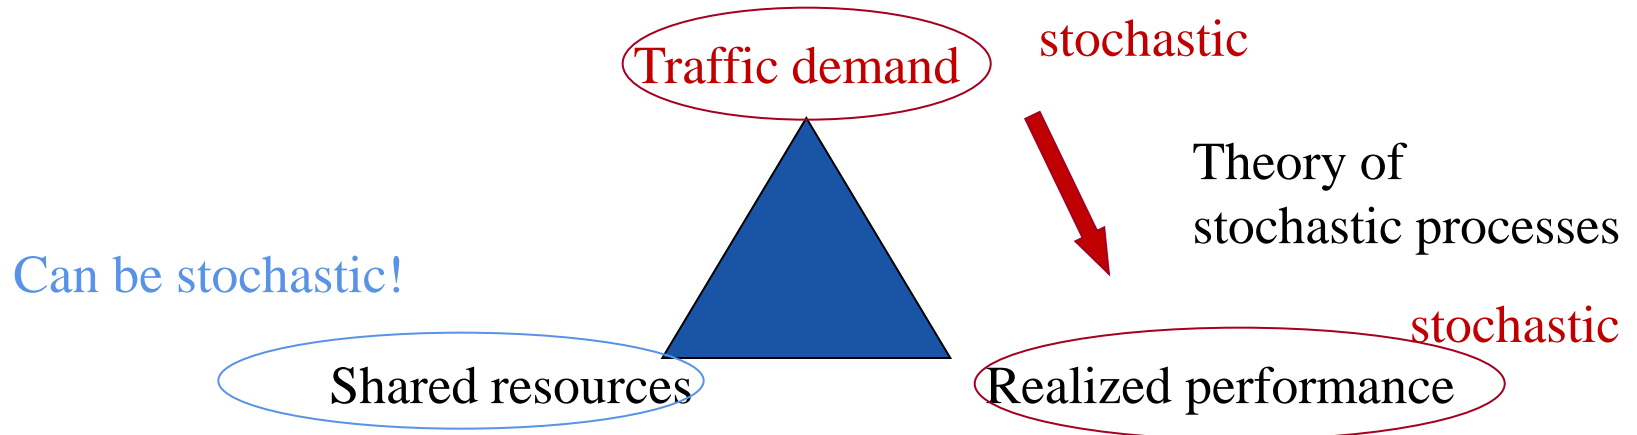 Traffic demand
stochastic
Theory of
stochastic processes
Can be stochastic!
stochastic
Shared resources
Realized performance